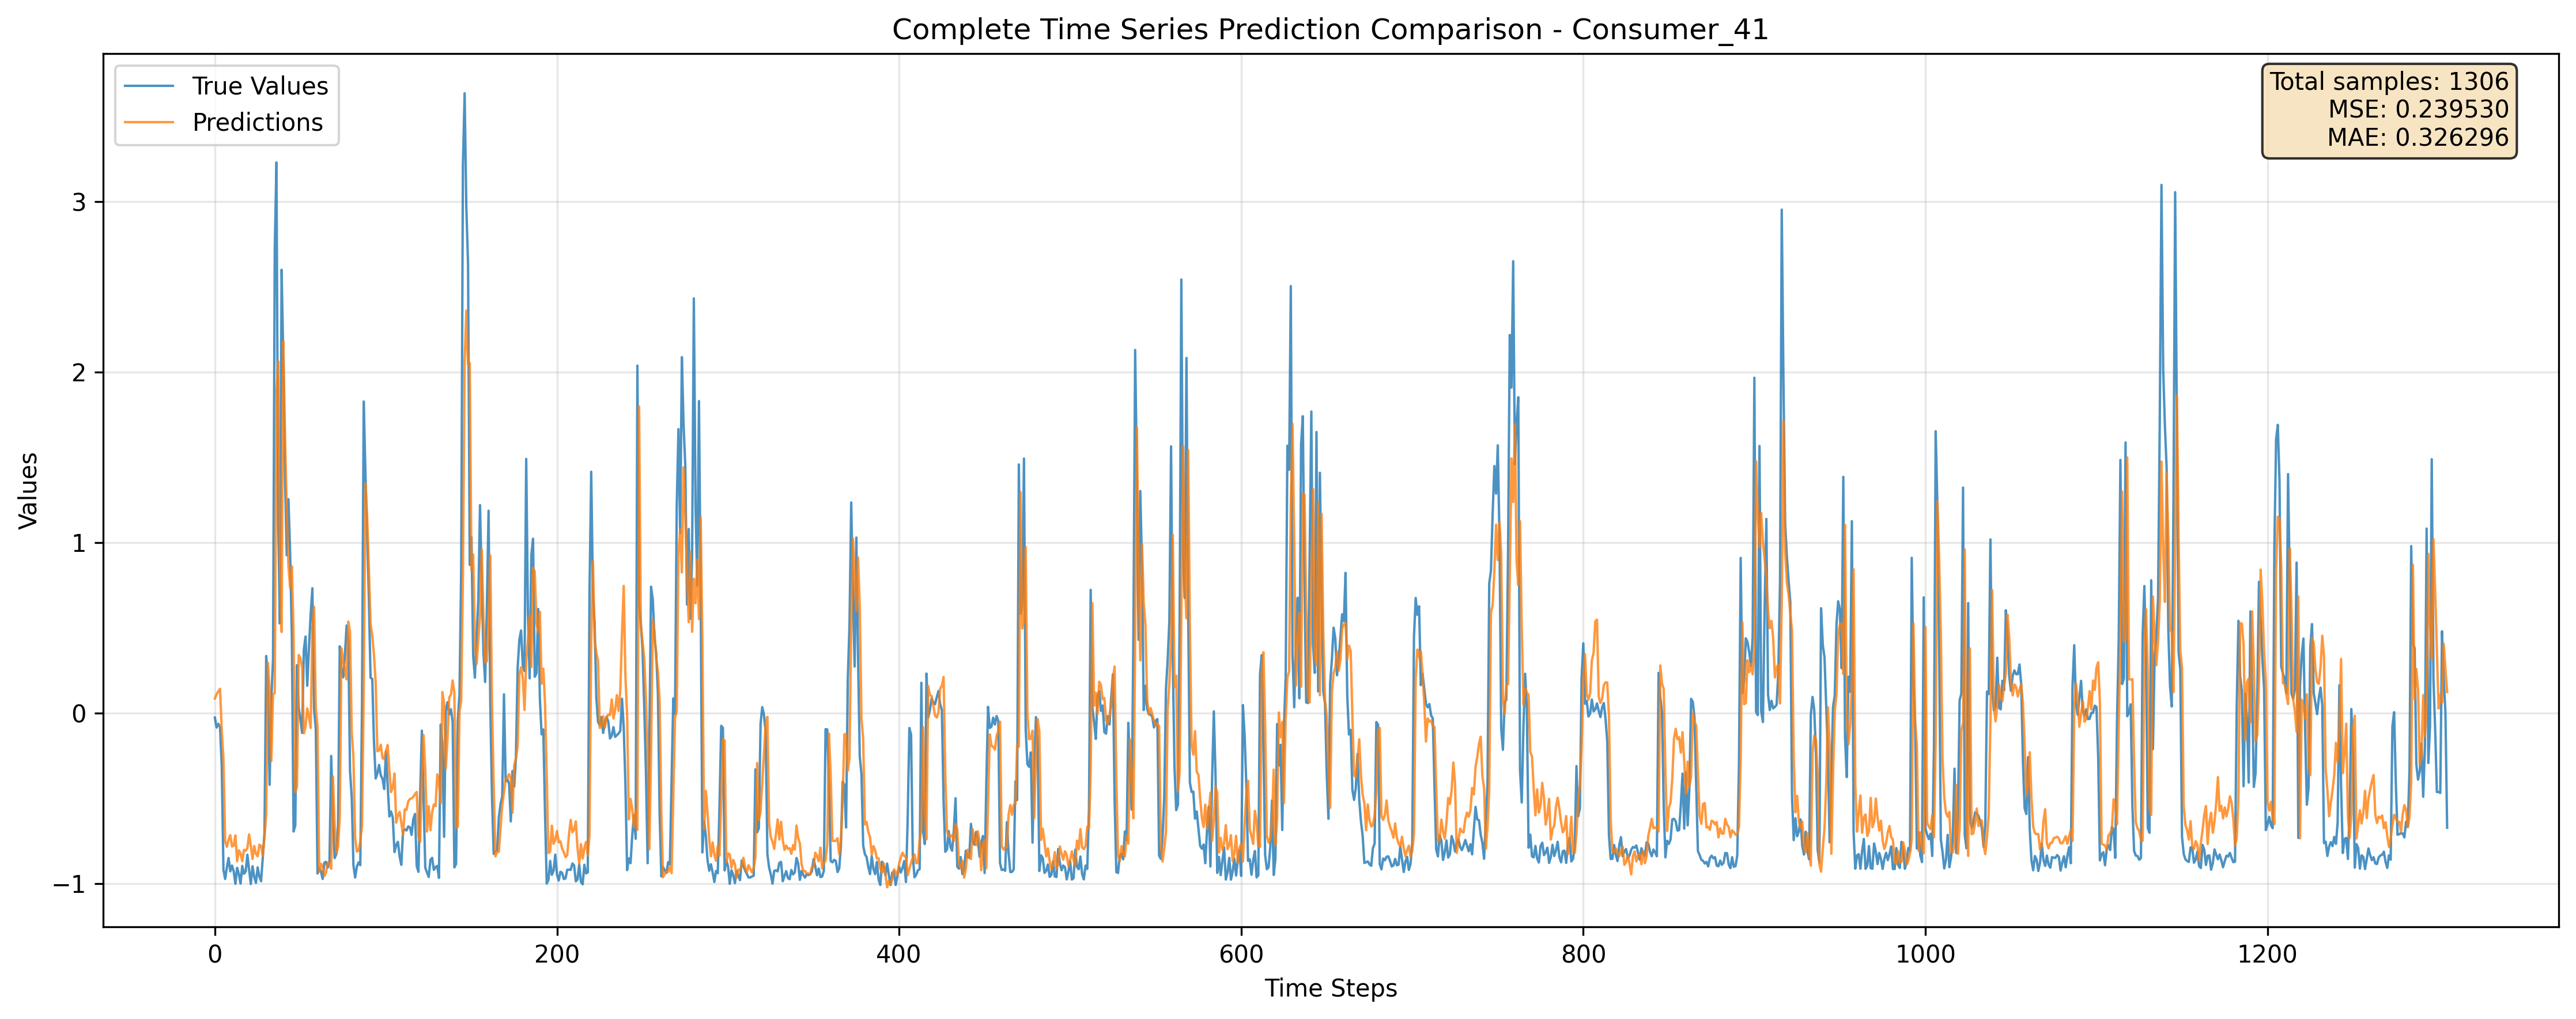 Complete Time Series Prediction Comparison - Consumer_41
True Values
Predictions
Total samples: 1306
MSE: 0.239530
MAE: 0.326296
Values
3
2
1
0
−1
0 200 400 600 800 1000 1200
Time Steps